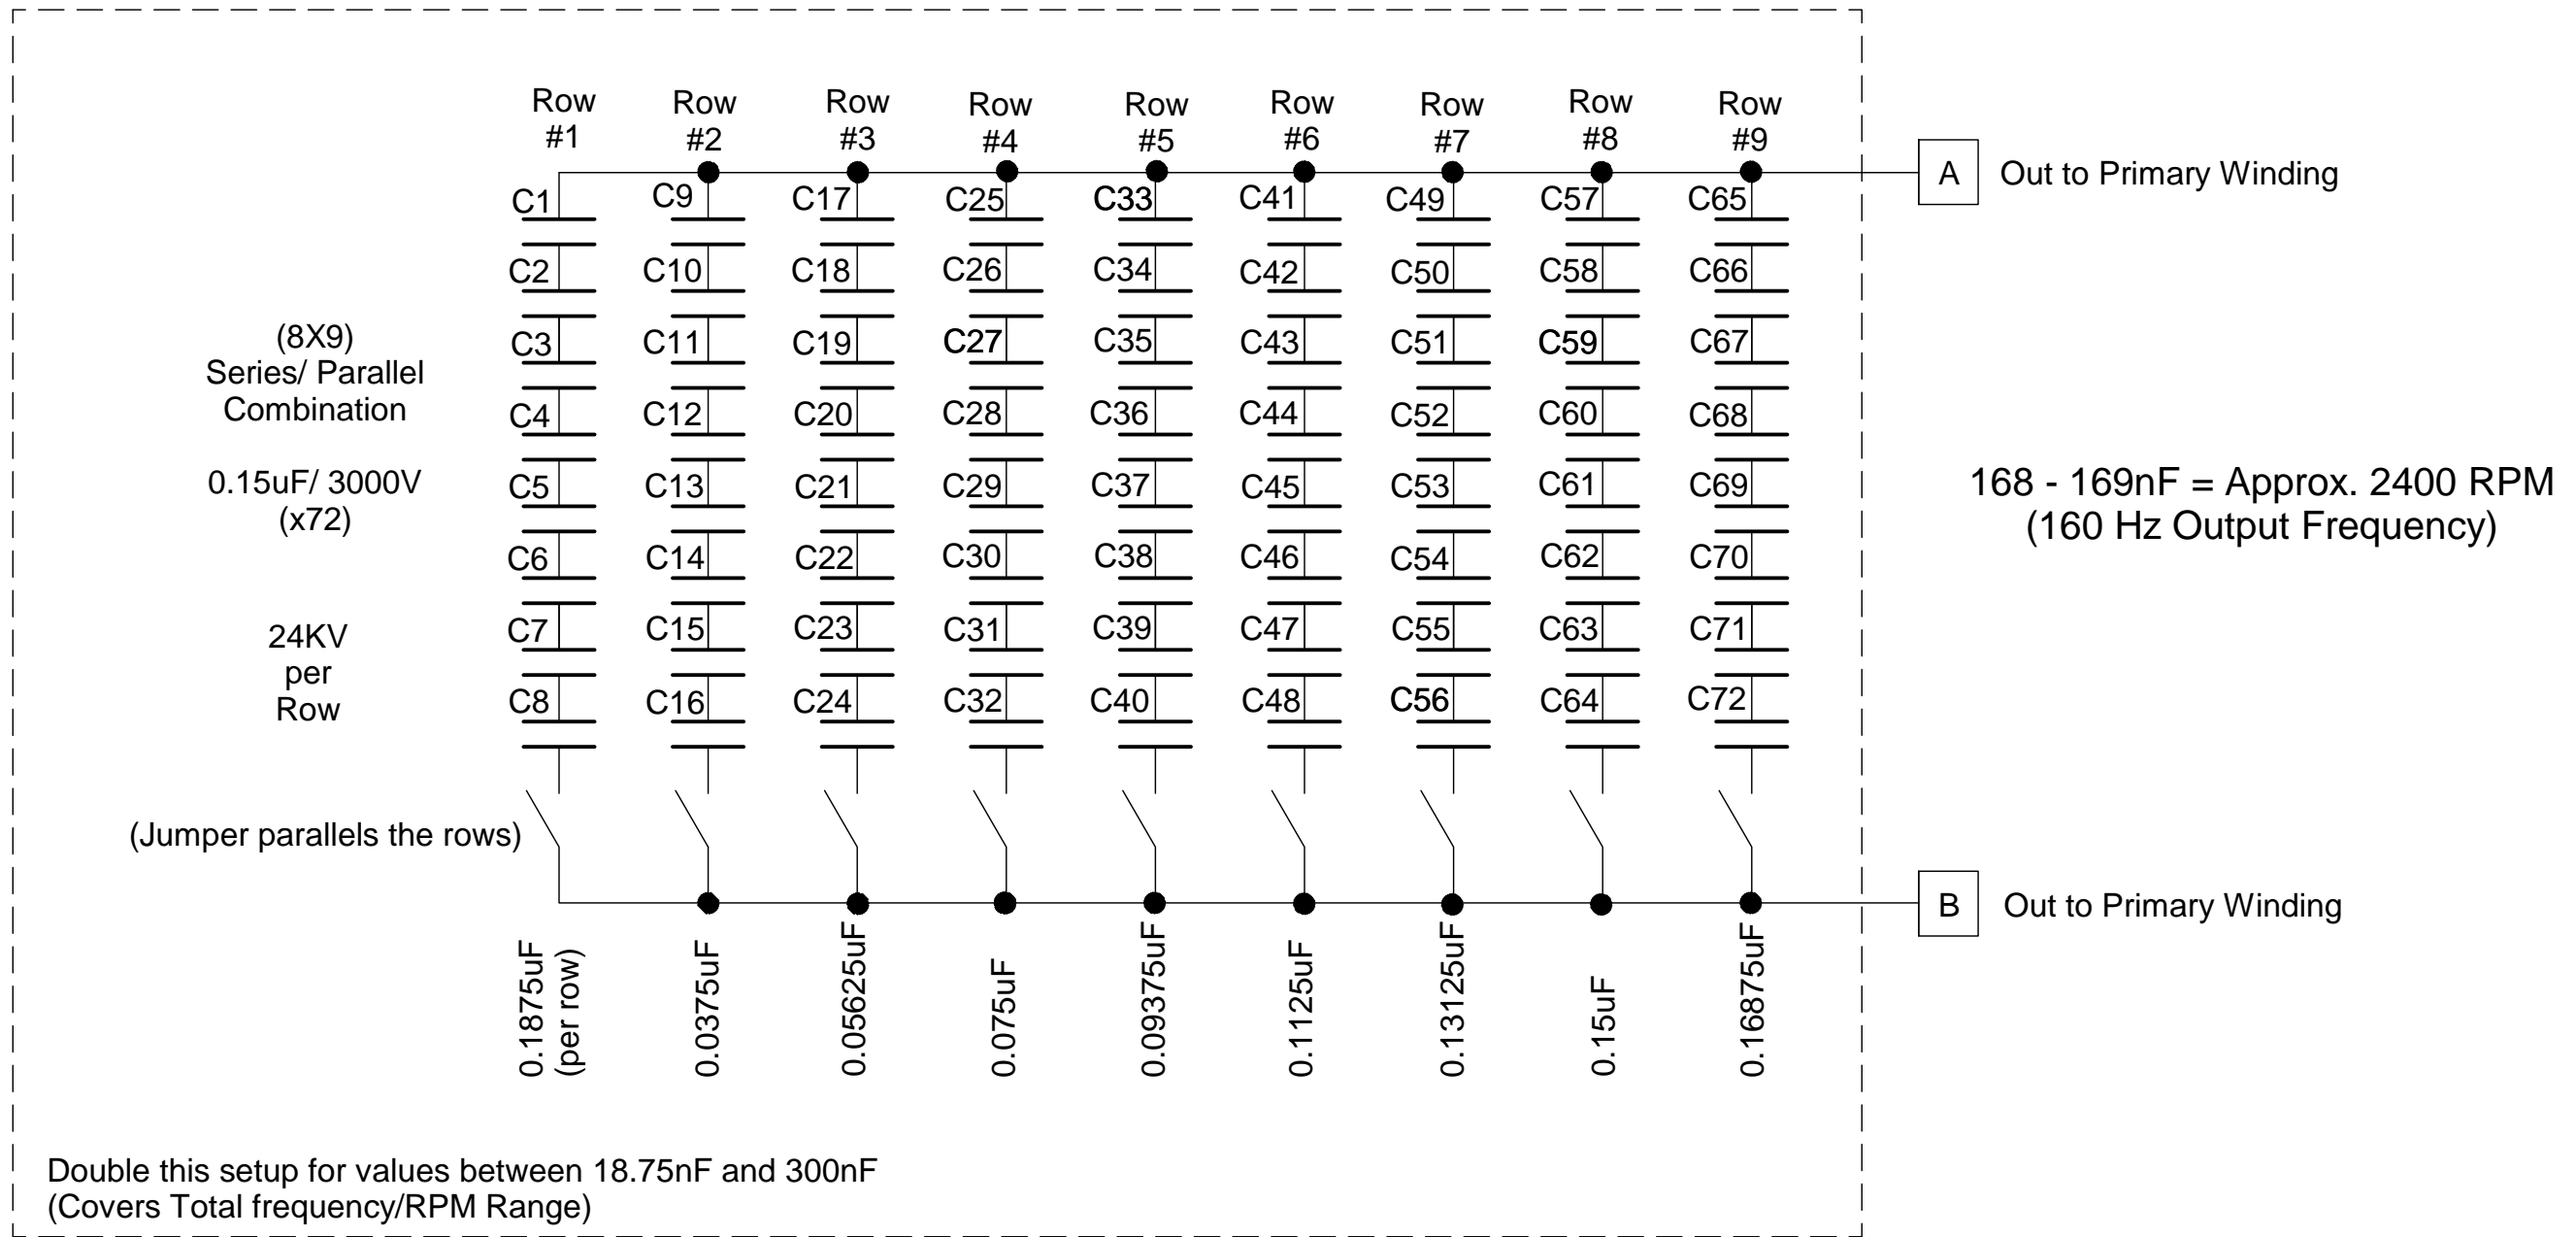 Row
#1
Row
#2
Row
#3
Row
#4
Row
#5
Row
#6
Row
#7
Row
#8
Row
#9
A
Out to Primary Winding
C1
C9
C17
C25
C33
C41
C49
C57
C65
C2
C10
C18
C26
C34
C42
C50
C58
C66
(8X9)
Series/ Parallel
Combination
C3
C11
C19
C27
C35
C43
C51
C59
C67
C4
C12
C20
C28
C36
C44
C52
C60
C68
0.15uF/ 3000V
(x72)
C5
C13
C21
C29
C37
C45
C53
C61
C69
168 - 169nF = Approx. 2400 RPM
(160 Hz Output Frequency)
C6
C14
C22
C30
C38
C46
C54
C62
C70
24KV
per
Row
C7
C15
C23
C31
C39
C47
C55
C63
C71
C8
C16
C24
C32
C40
C48
C56
C64
C72
(Jumper parallels the rows)
B
Out to Primary Winding
0.1875uF
(per row)
0.0375uF
0.05625uF
0.075uF
0.09375uF
0.1125uF
0.13125uF
0.15uF
0.16875uF
Double this setup for values between 18.75nF and 300nF
(Covers Total frequency/RPM Range)